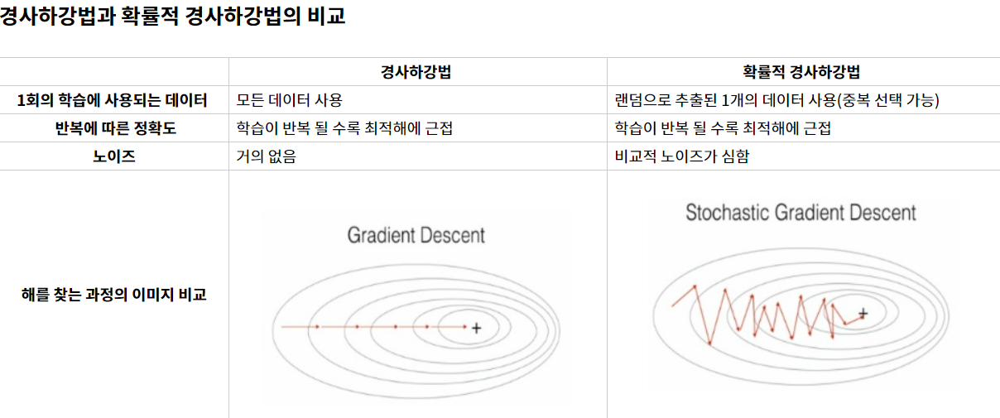 경사하강법과 확률적 경사하강법의 비교
경사하강법 확률적 경사하강법
1회의 학습에 사용되는 데이터 모든 데이터 사용 랜덤으로 추출된 1개의 데이터 사용(중복 선택 가능)
반복에 따른 정확도 학습이 반복 될 수록 최적해에 근접 학습이 반복 될 수록 최적해에 근접
노이즈 거의 없음 비교적 노이즈가 심함
해를 찾는 과정의 이미지 비교
Gradient Descent
Stochastic Gradient Descent